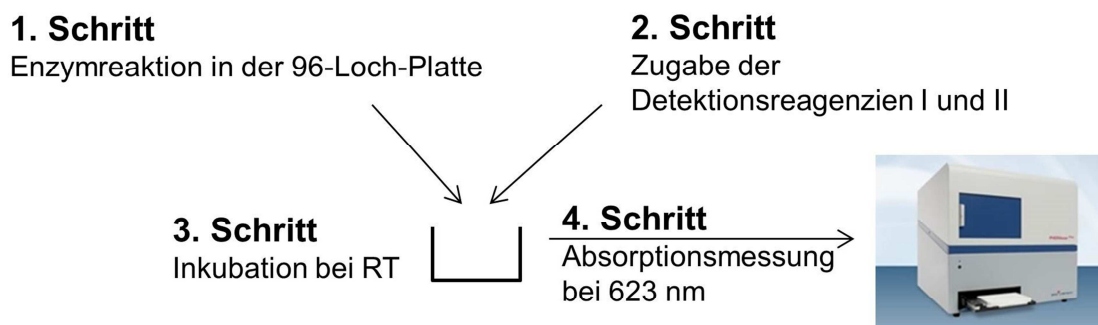 1. Schritt
Enzymreaktion in der 96-Loch-Platte
2. Schritt
Zugabe der
Detektionsreagenzien I und II
3. Schritt
Inkubation bei RT
4. Schritt
Absorptionsmessung
bei 623 nm